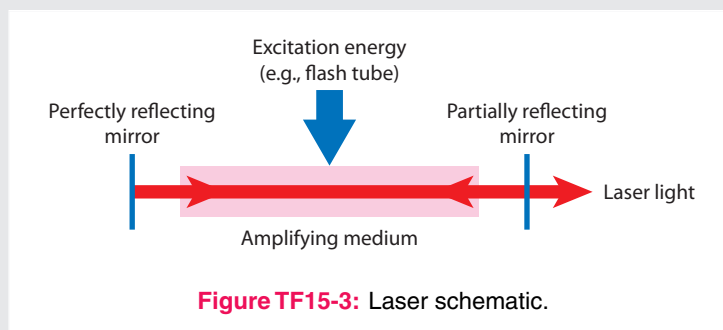 Excitation energy
(e.g., flash tube)
Perfectly reflecting
mirror
Partially reflecting
mirror
Laser light
Amplifying medium
Figure TF15-3: Laser schematic.